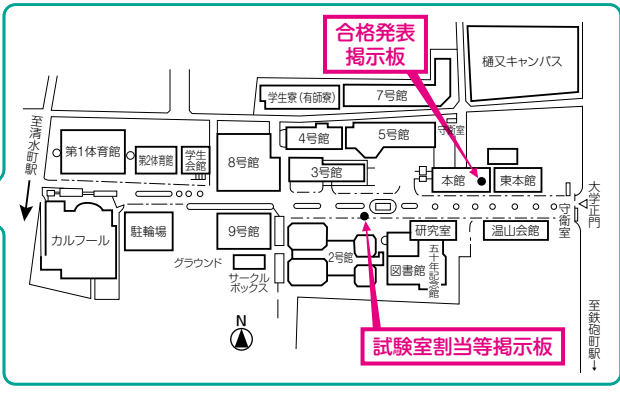 合格発表
掲示板
樋又キャンパス
学生寮(有師寮)
7号館
守衛室
4号館
5号館
至清水町駅
第1体育館
第2体育館
学生
会館
8号館
3号館
本館
東本館
大学正門
守衛室
カルフール
駐輪場
9号館
研究室
温山会館
グラウンド
2号館
図書館
五十年記念館
サークル
ボックス
至鉄砲町駅→
N
試験室割当等掲示板